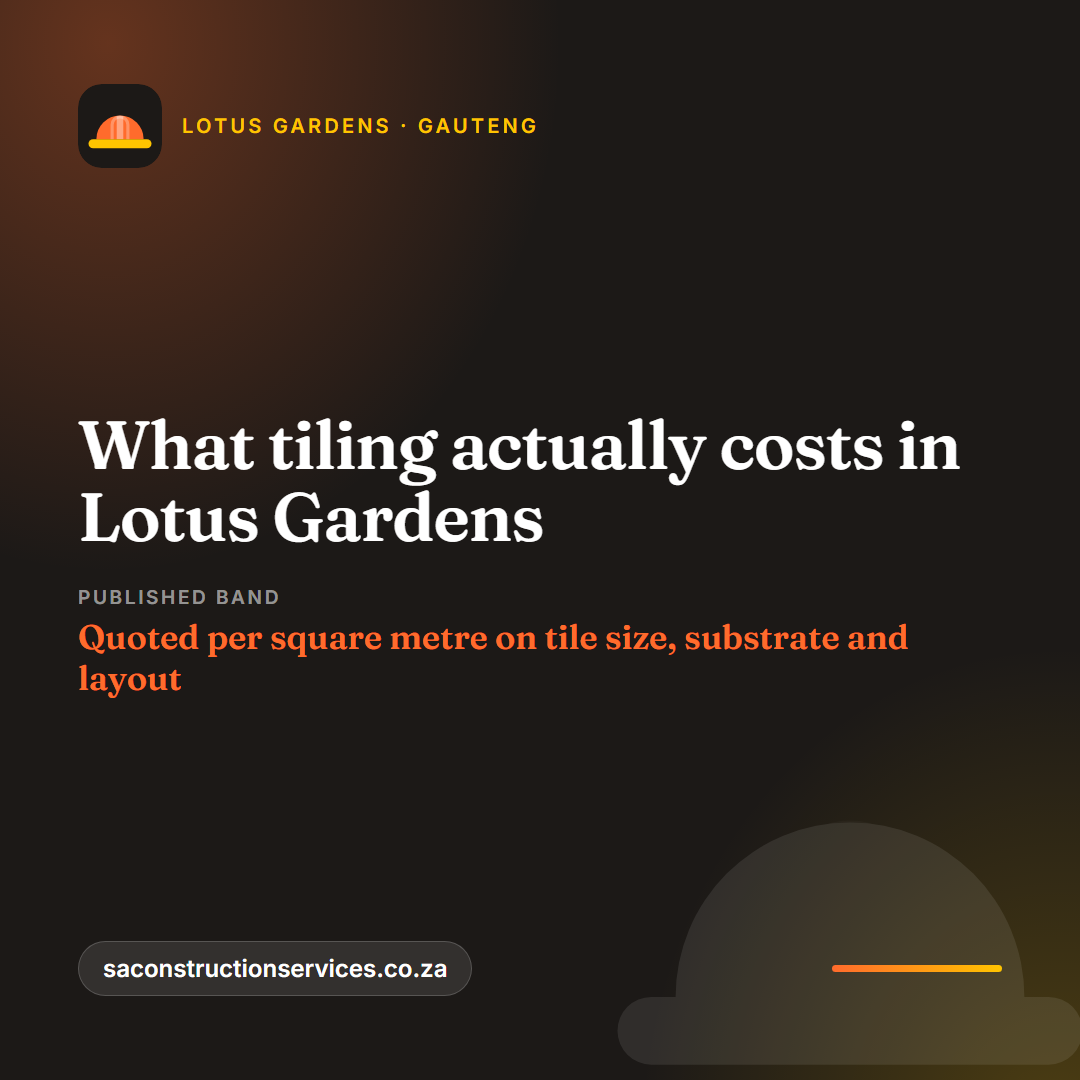 LOTUS GARDENS · GAUTENG
What tiling actually costs in
Lotus Gardens
PUBLISHED BAND
Quoted per square metre on tile size, substrate and
layout
saconstructionservices.co.za